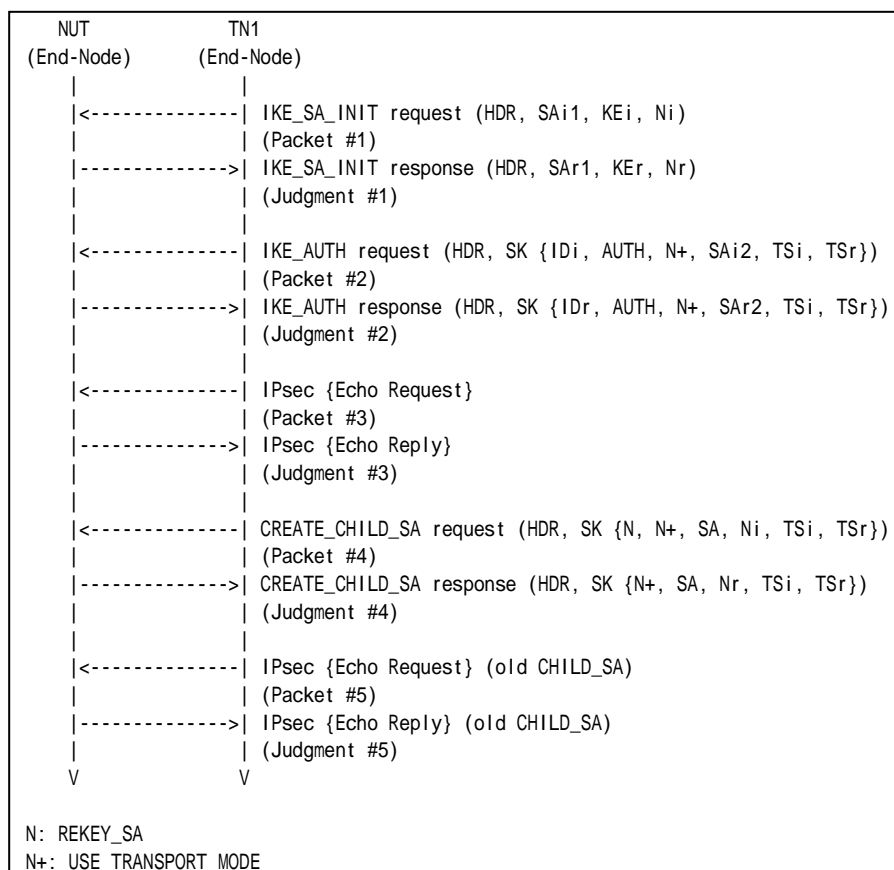 NUT TN1
(End-Node) (End-Node)
| |
|<--------------| IKE_SA_INIT request (HDR, SAi1, KEi, Ni)
| | (Packet #1)
|-------------->| IKE_SA_INIT response (HDR, SAr1, KEr, Nr)
| | (Judgment #1)
| |
|<--------------| IKE_AUTH request (HDR, SK {IDi, AUTH, N+, SAi2, TSi, TSr})
| | (Packet #2)
|-------------->| IKE_AUTH response (HDR, SK {IDr, AUTH, N+, SAr2, TSi, TSr})
| | (Judgment #2)
| |
|<--------------| IPsec {Echo Request}
| | (Packet #3)
|-------------->| IPsec {Echo Reply}
| | (Judgment #3)
| |
|<--------------| CREATE_CHILD_SA request (HDR, SK {N, N+, SA, Ni, TSi, TSr})
| | (Packet #4)
|-------------->| CREATE_CHILD_SA response (HDR, SK {N+, SA, Nr, TSi, TSr})
| | (Judgment #4)
| |
|<--------------| IPsec {Echo Request} (old CHILD_SA)
| | (Packet #5)
|-------------->| IPsec {Echo Reply} (old CHILD_SA)
| | (Judgment #5)
V V
N: REKEY_SA
N+: USE TRANSPORT MODE